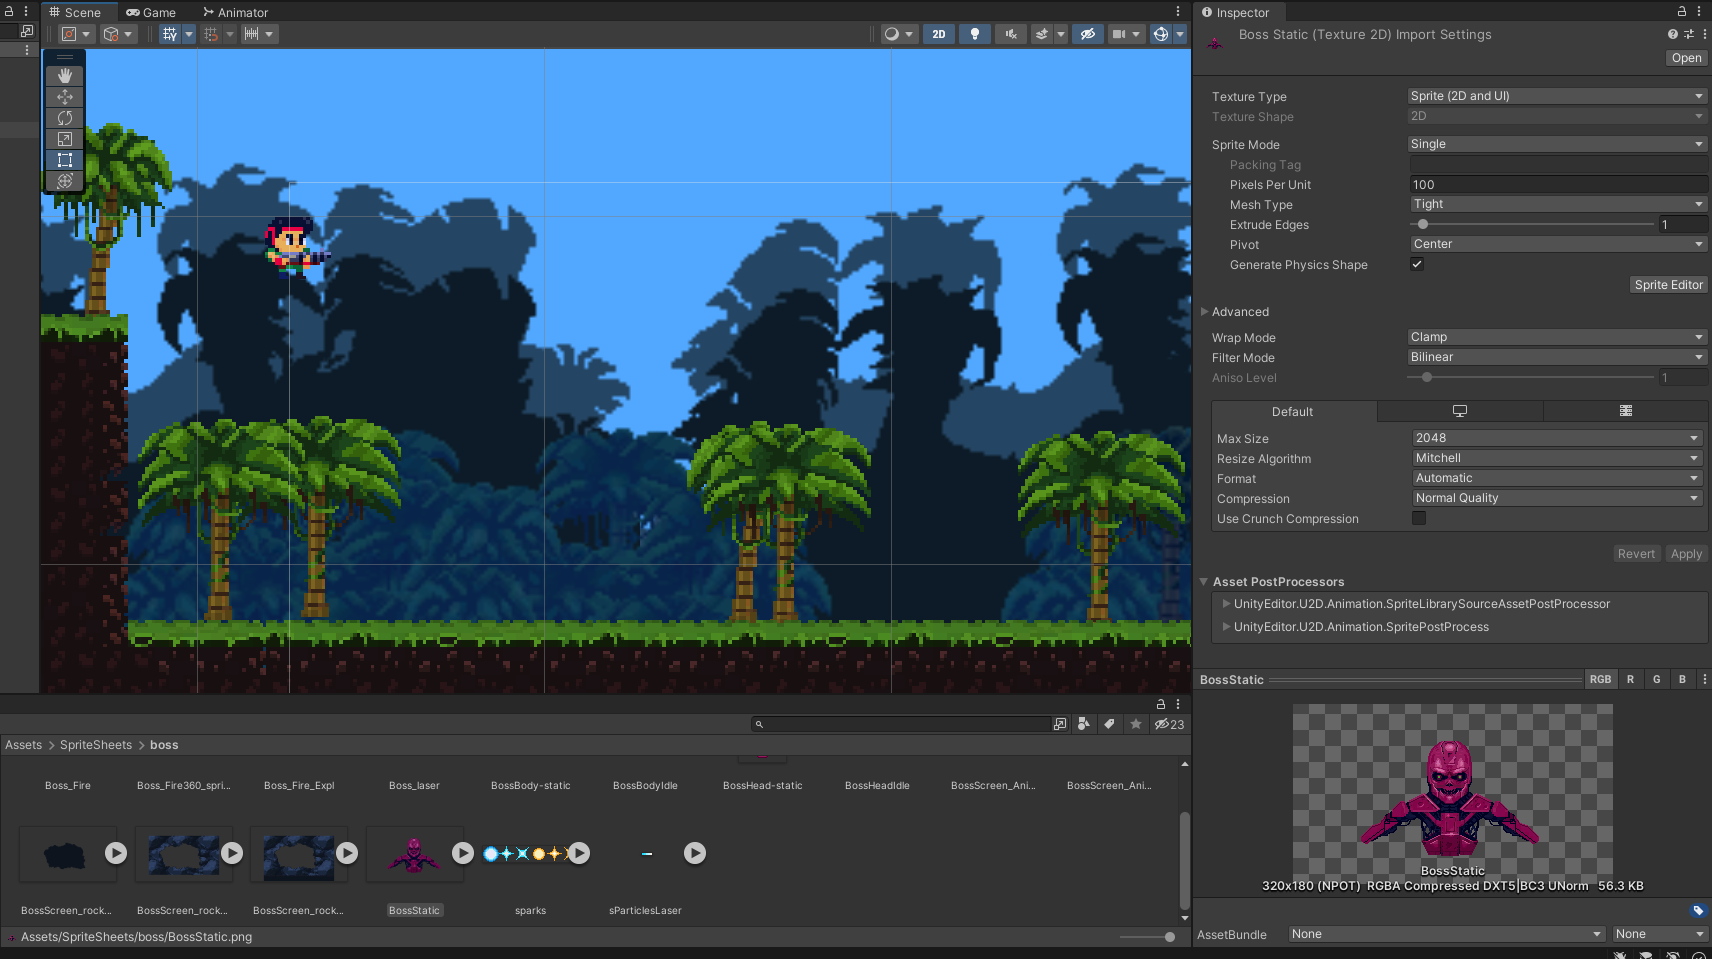 Scene
Game
Animator
2D
Inspector
Boss Static (Texture 2D) Import Settings
Open
Texture Type
Sprite (2D and UI)
Texture Shape
2D
Sprite Mode
Single
Packing Tag
Pixels Per Unit
100
Mesh Type
Tight
Extrude Edges
1
Pivot
Center
Generate Physics Shape
Sprite Editor
Advanced
Wrap Mode
Clamp
Filter Mode
Bilinear
Aniso Level
1
Default
Max Size
2048
Resize Algorithm
Mitchell
Format
Automatic
Compression
Normal Quality
Use Crunch Compression
Revert
Apply
Asset PostProcessors
UnityEditor.U2D.Animation.SpriteLibrarySourceAssetPostProcessor
UnityEditor.U2D.Animation.SpritePostProcess
BossStatic
RGB
R
G
B
BossStatic
320x180 (NPOT) RGBA Compressed DXT5|BC3 UNorm 56.3 KB
AssetBundle
None
None
23
Assets > SpriteSheets > boss
Boss_Fire
Boss_Fire360_spri...
Boss_Fire_Expl
Boss_laser
BossBody-static
BossBodyIdle
BossHead-static
BossHeadIdle
BossScreen_Ani...
BossScreen_Ani...
BossScreen_rock...
BossScreen_rock...
BossScreen_rock...
BossStatic
sparks
sParticlesLaser
Assets/SpriteSheets/boss/BossStatic.png